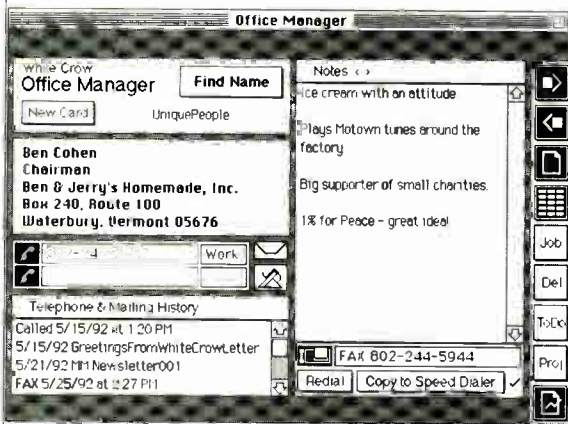 Office Manager
White Crow
Office Manager
Find Name
New Card
UniquePeople
Ben Cohen
Chairman
Ben & Jerry's Homemade, Inc.
Box 240, Route 100
Waterbury, Vermont 05676
Work
Telephone & Mailing History
Called 5/15/92 at 1:20 PM
5/15/92 GreetingsFromWhiteCrowLetter
5/21/92 MM Newsletter001
FAX 5/25/92 at :27 PM
Notes < >
Ice cream with an attitude
Plays Motown tunes around the
factory
Big supporter of small charities.
1% for Peace - great idea!
FAX 802-244-5944
Redial
Copy to Speed Dialer
Job
Del
ToDo
Proj